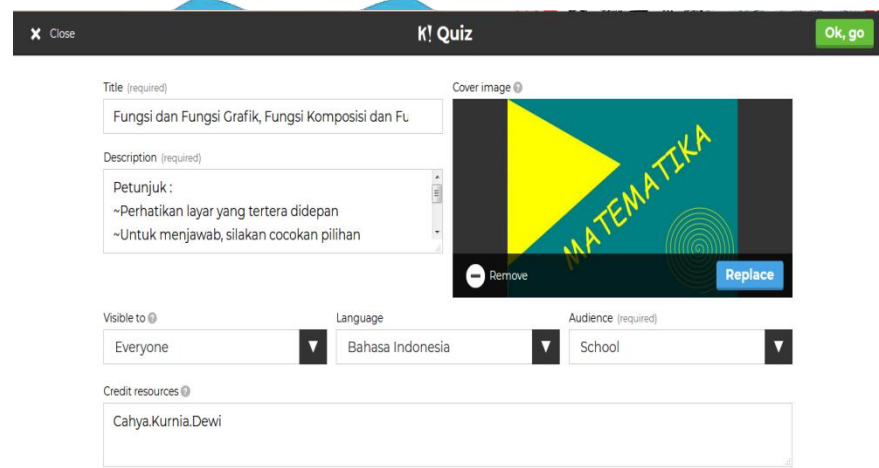 Close
K! Quiz
Ok, go
Title (required)
Fungsi dan Fungsi Grafik, Fungsi Komposisi dan Fu
Description (required)
Petunjuk :
~Perhatikan layar yang tertera didepan
~Untuk menjawab, silakan cocokan pilihan
Cover image
MATEMATIKA
Remove
Replace
Visible to
Everyone
Language
Bahasa Indonesia
Audience (required)
School
Credit resources
Cahya.Kurnia.Dewi